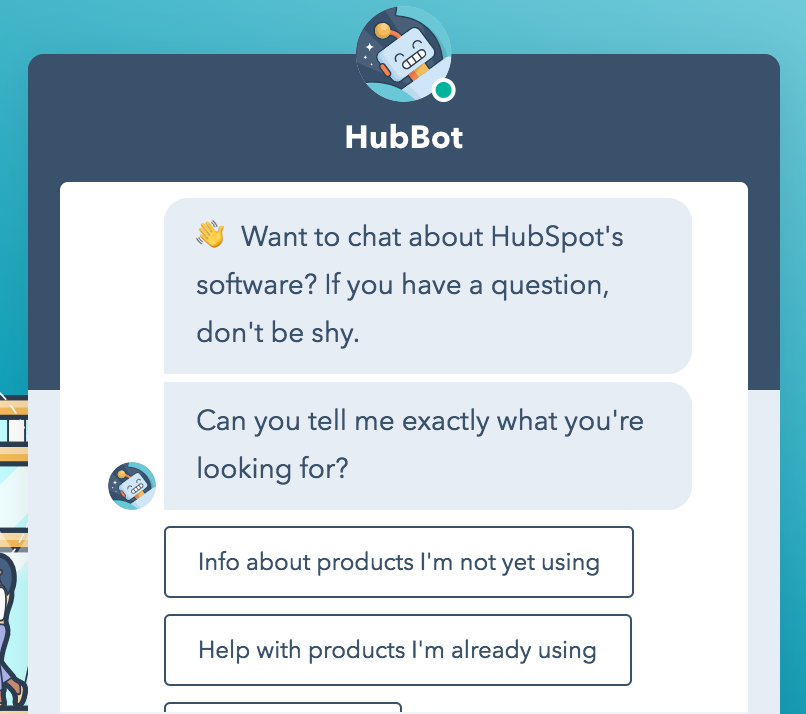 HubBot
👋 Want to chat about HubSpot's
software? If you have a question,
don't be shy.
Can you tell me exactly what you're
looking for?
Info about products I'm not yet using
Help with products I'm already using